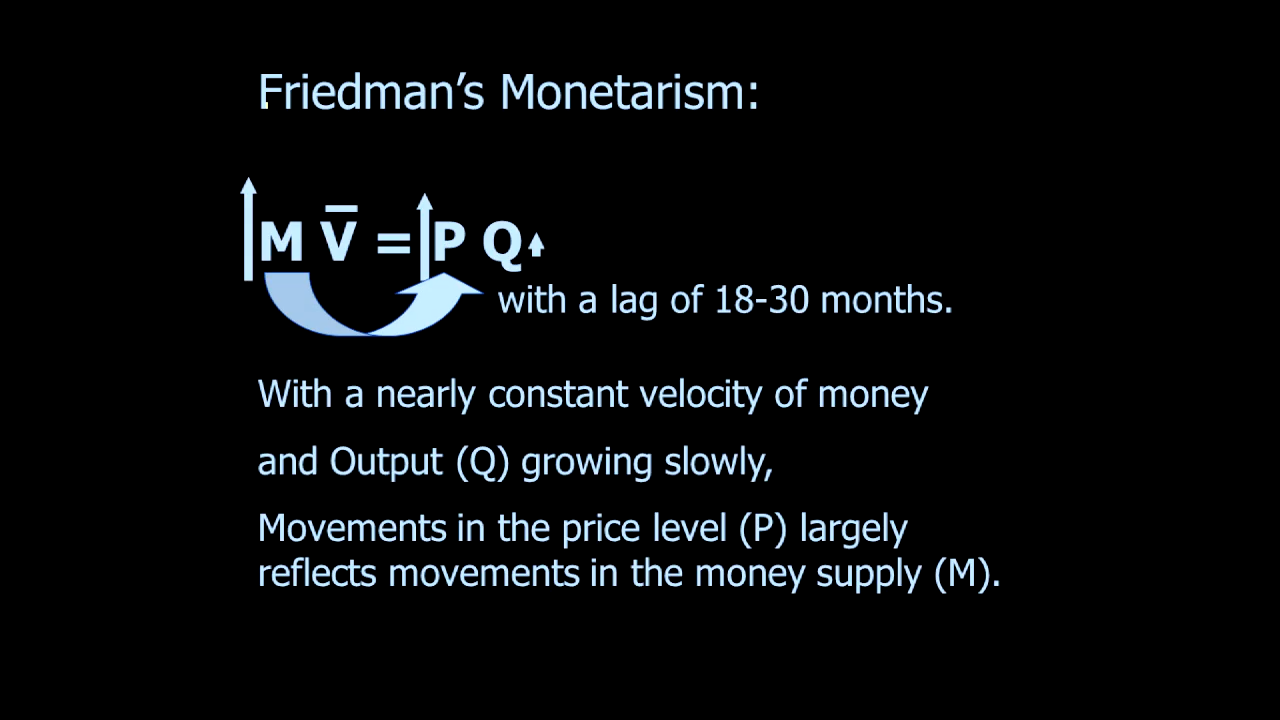 Friedman’s Monetarism:
M V̅ = P Q
with a lag of 18-30 months.
With a nearly constant velocity of money
and Output (Q) growing slowly,
Movements in the price level (P) largely
reflects movements in the money supply (M).